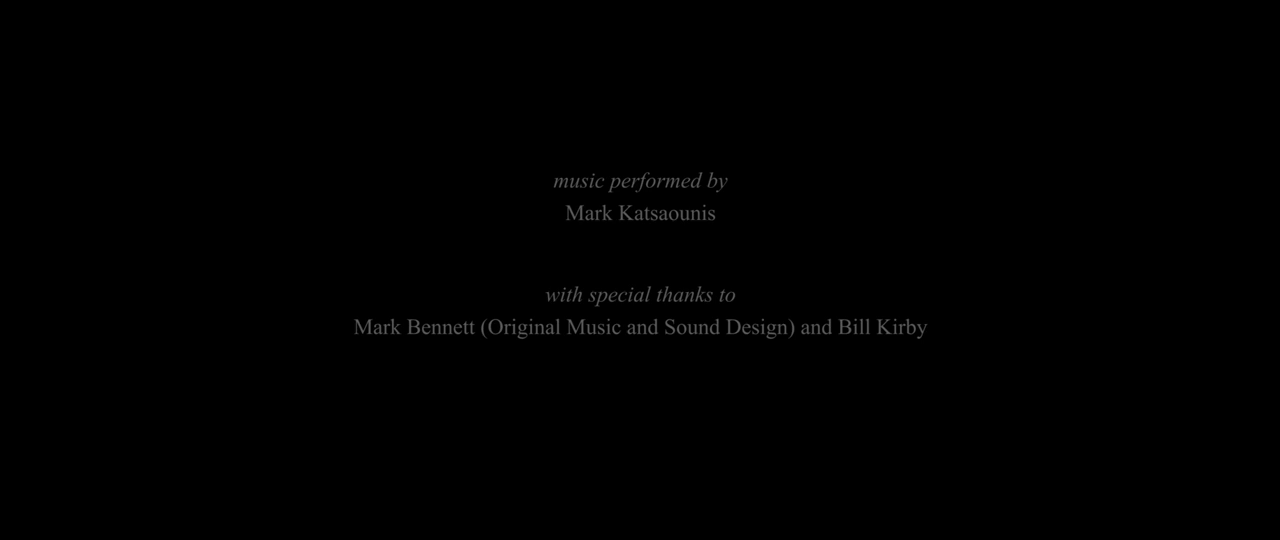 music performed by
Mark Katsaounis
with special thanks to
Mark Bennett (Original Music and Sound Design) and Bill Kirby